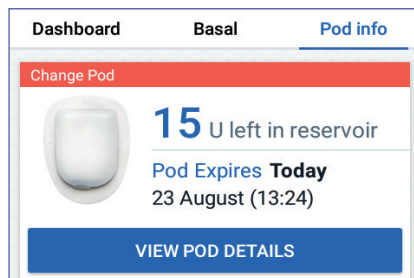 Dashboard Basal Pod info
Change Pod
15 U left in reservoir
Pod Expires Today
23 August (13:24)
VIEW POD DETAILS